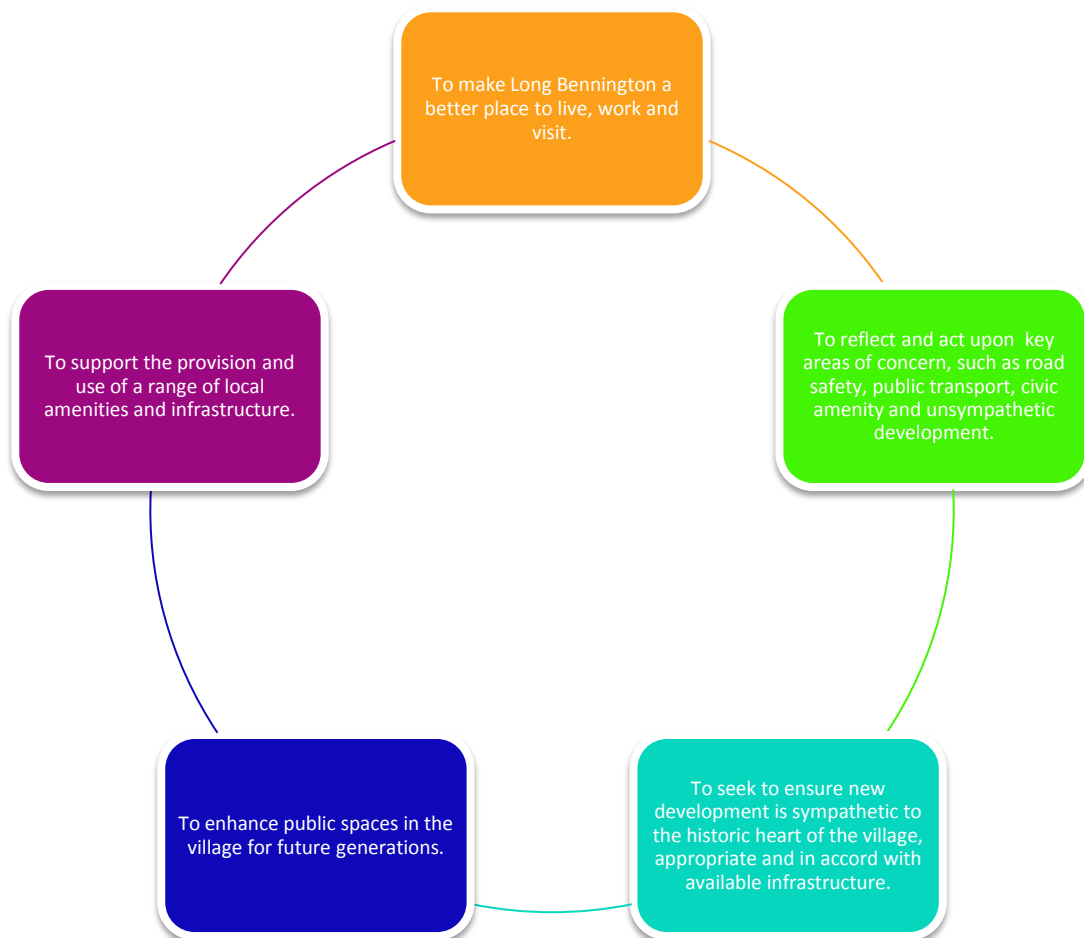 To make Long Bennington a
better place to live, work and
visit.
To reflect and act upon  key
areas of concern, such as road
safety, public transport, civic
amenity and unsympathetic
development.
To seek to ensure new
development is sympathetic to
the historic heart of the village,
appropriate and in accord with
available infrastructure.
To enhance public spaces in the
village for future generations.
To support the provision and
use of a range of local
amenities and infrastructure.